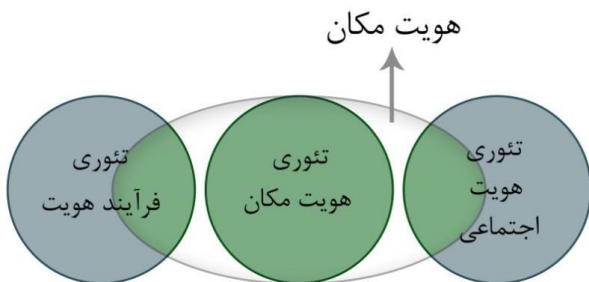 هویت مکان
تئوری
هویت
اجتماعی
تئوری
هویت مکان
تئوری
فرآیند هویت